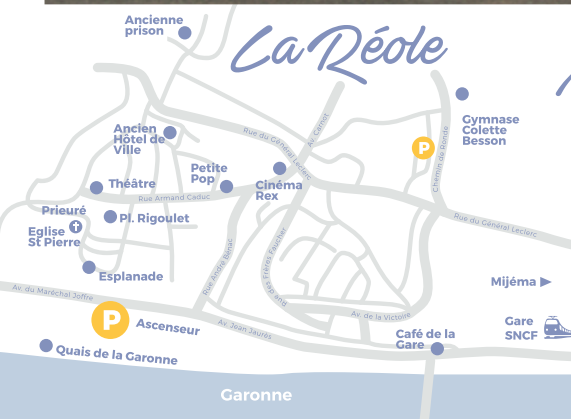 Ancienne
prison
La Réole
Gymnase
Colette
Besson
Ancien
Hôtel de
Ville
Rue du Général Leclerc
Av. Carnot
P
Chemin de Ronde
Petite
Pop
Cinéma
Rex
Théâtre
Rue Armand Caduc
Prieuré
Pl. Rigoulet
Eglise
St Pierre
Rue du Général Leclerc
Esplanade
Rue André Bénac
Rue des Frères Faucher
Mijéma
Av. du Maréchal Joffre
P
Ascenseur
Av. Jean Jaurès
Av. de la Victoire
Gare
SNCF
Café de la
Gare
Quais de la Garonne
Garonne